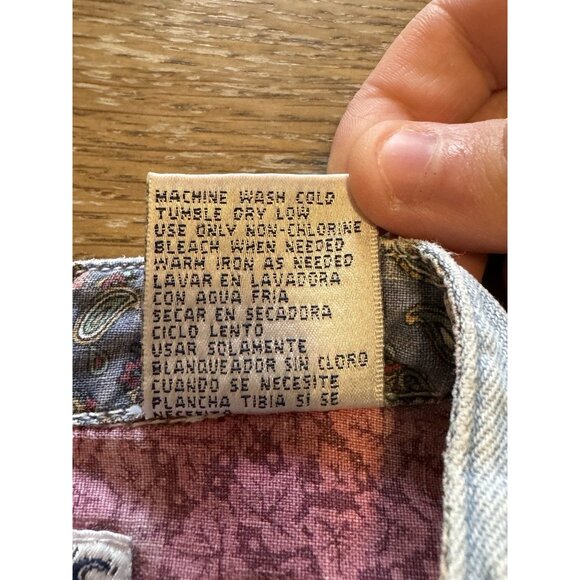 MACHINE WASH COLD
TUMBLE DRY LOW
USE ONLY NON-CHLORINE
BLEACH WHEN NEEDED
WARM IRON AS NEEDED
LAVAR EN LAVADORA
CON AGUA FRIA
SECAR EN SECADORA
CICLO LENTO
USAR SOLAMENTE
BLANQUEADOR SIN CLORO
CUANDO SE NECESITE
PLANCHA TIBIA SI SE
NECESITE